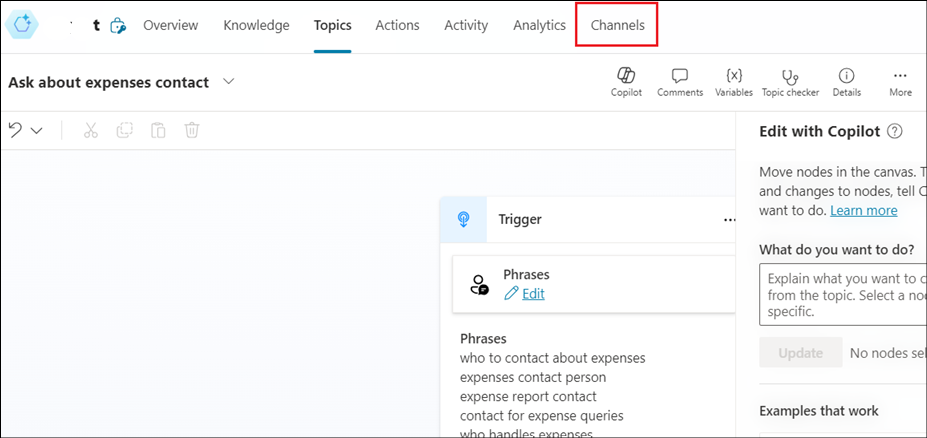 t Overview Knowledge Topics Actions Activity Analytics Channels
Ask about expenses contact
Copilot Comments Variables Topic checker Details More
Edit with Copilot
Move nodes in the canvas. T
and changes to nodes, tell C
want to do. Learn more
Trigger
What do you want to do?
Phrases
Edit
Explain what you want to c
from the topic. Select a no
specific.
Phrases
who to contact about expenses
expenses contact person
expense report contact
contact for expense queries
who handles expenses
Update No nodes sel
Examples that work